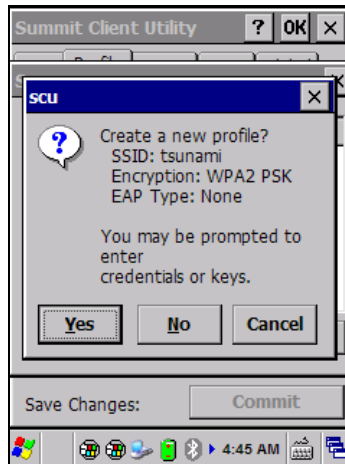 Summit Client Utility ? OK ×
scu ×
Create a new profile?
SSID: tsunami
Encryption: WPA2 PSK
EAP Type: None
You may be prompted to
enter
credentials or keys.
Yes No Cancel
Save Changes: Commit
4:45 AM